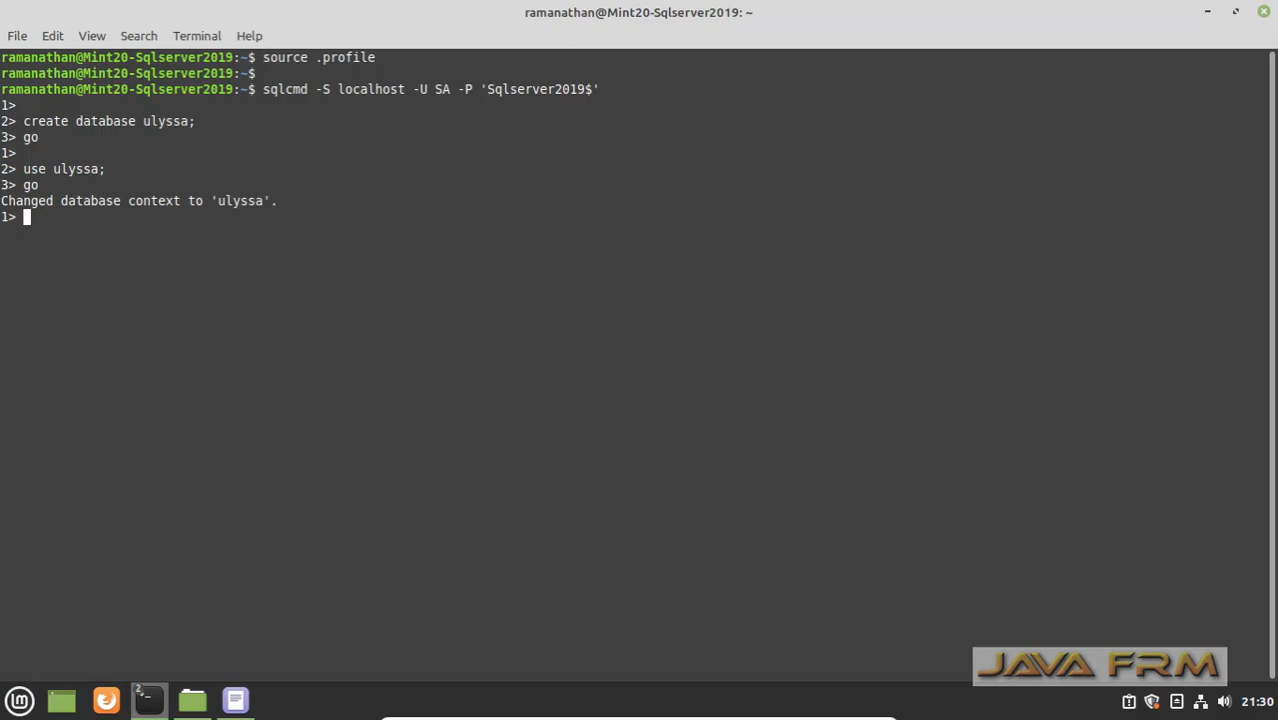 ramanathan@Mint20-Sqlserver2019: ~
File Edit View Search Terminal Help
ramanathan@Mint20-Sqlserver2019:~$ source .profile
ramanathan@Mint20-Sqlserver2019:~$
ramanathan@Mint20-Sqlserver2019:~$ sqlcmd -S localhost -U SA -P 'Sqlserver2019$'
1>
2> create database ulyssa;
3> go
1>
2> use ulyssa;
3> go
Changed database context to 'ulyssa'.
1>
JAVA FRM
2
21:30